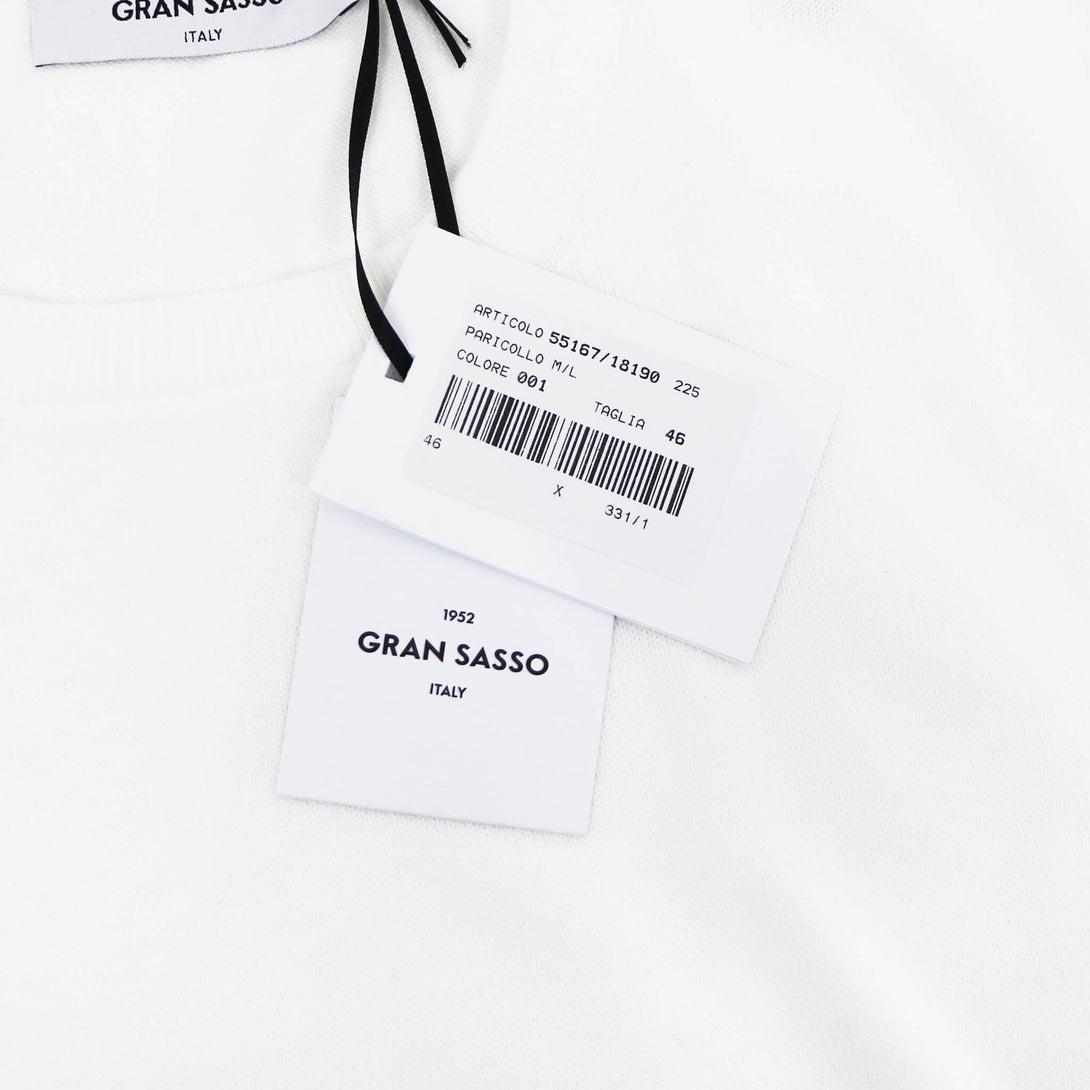 GRAN SASSO
ITALY
ARTICOLO 55167/18190 225
PARICOLLO M/L
COLORE 001
TAGLIA 46
46
X
331/1
1952
GRAN SASSO
ITALY